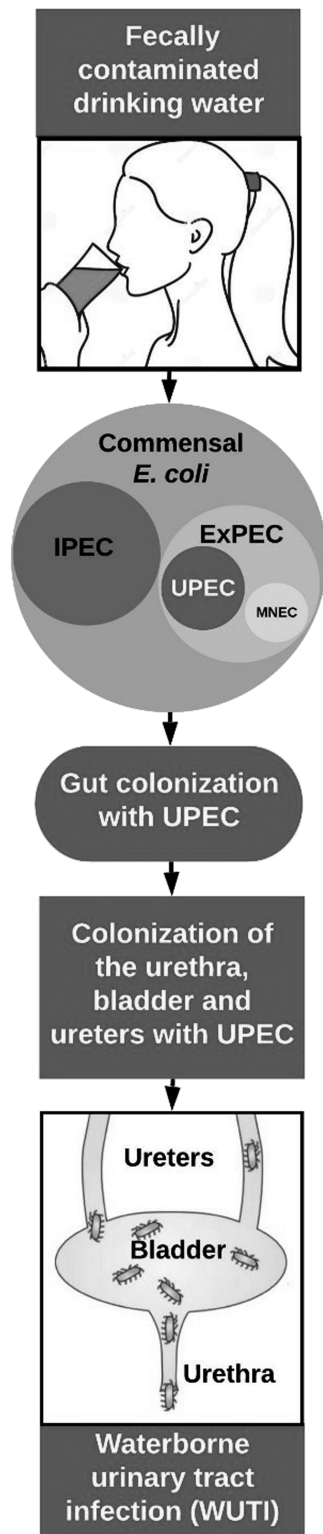 Fecally
contaminated
drinking water
Commensal
E. coli
IPEC
ExPEC
UPEC
MNEC
Gut colonization
with UPEC
Colonization of
the urethra,
bladder and
ureters with UPEC
Ureters
Bladder
Urethra
Waterborne
urinary tract
infection (WUTI)